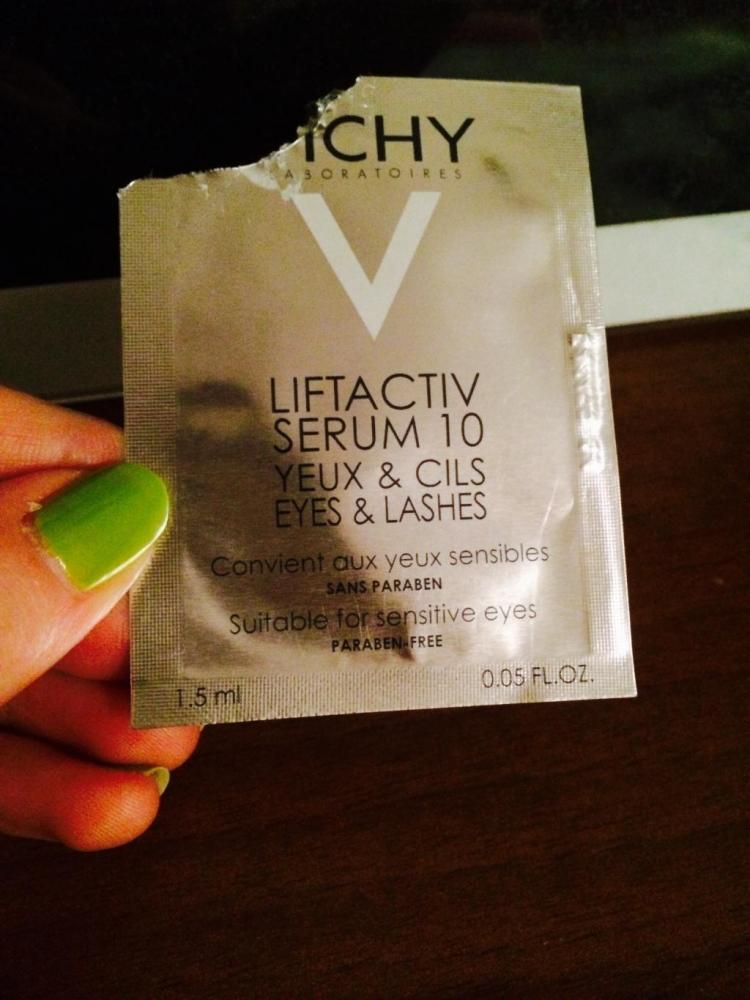 ICHY
ABORATOIRES
V
LIFTACTIV
SERUM 10
YEUX & CILS
EYES & LASHES
Convient aux yeux sensibles
SANS PARABEN
Suitable for sensitive eyes
PARABEN-FREE
1.5 ml 0.05 FL.OZ.